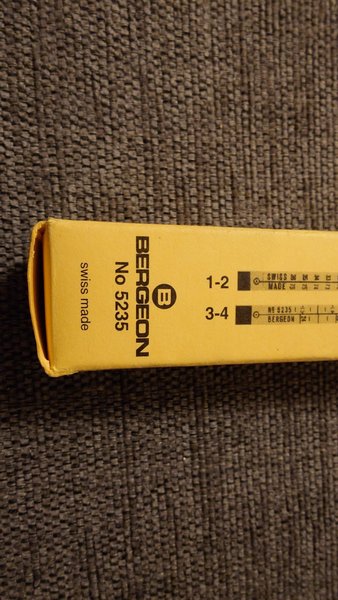 B
BERGEON
No 5235
swiss made
1-2
SWISS
MADE
3-4
No 5235
BERGEON